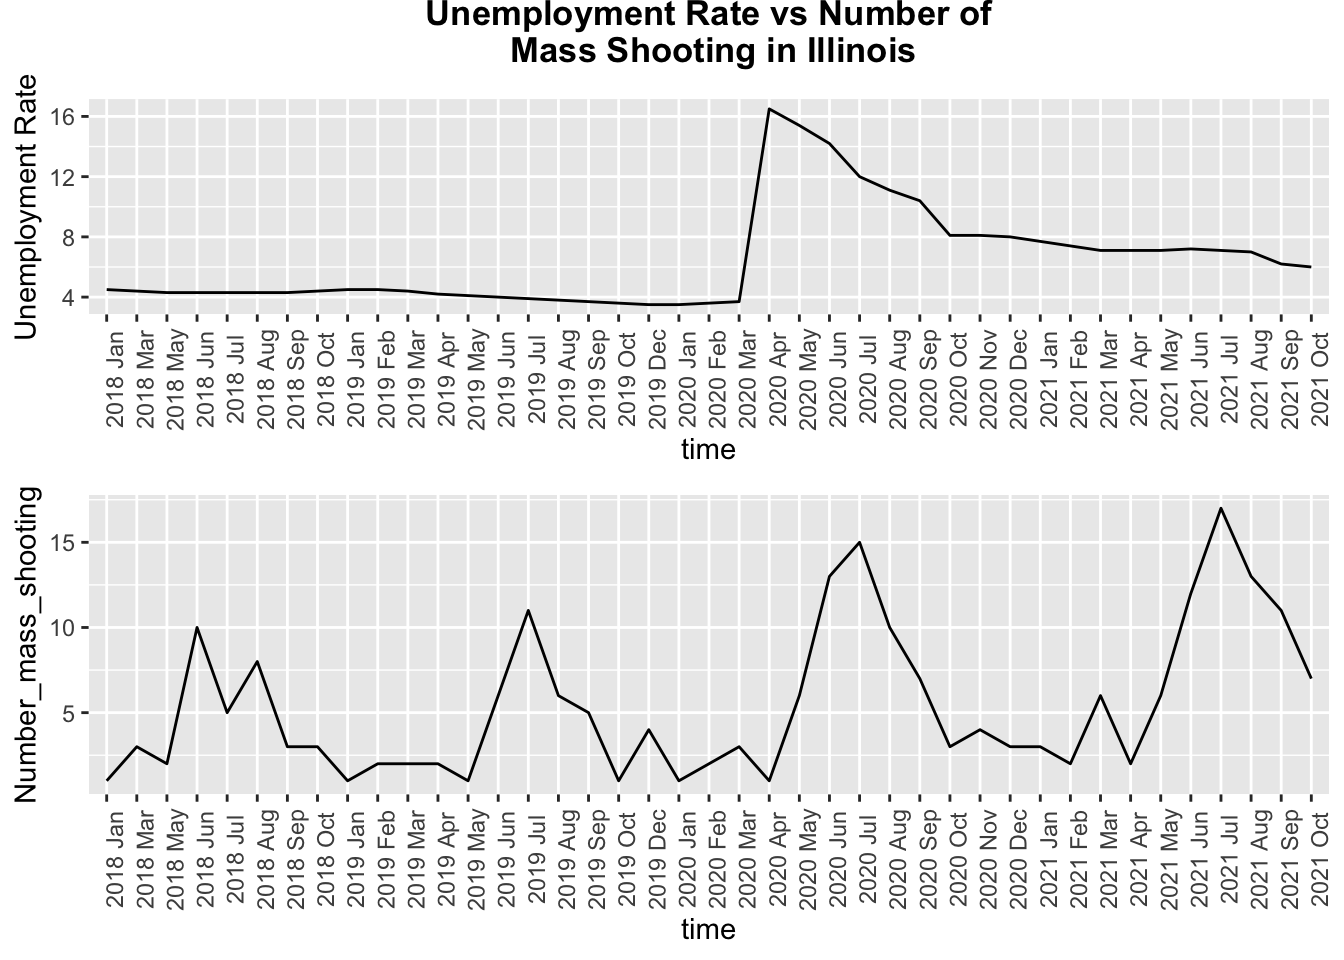 Unemployment Rate vs Number of
Mass Shooting in Illinois
Unemployment Rate
16
12
8
4
2018 Jan
2018 Mar
2018 May
2018 Jun
2018 Jul
2018 Aug
2018 Sep
2018 Oct
2019 Jan
2019 Feb
2019 Mar
2019 Apr
2019 May
2019 Jun
2019 Jul
2019 Aug
2019 Sep
2019 Oct
2019 Dec
2020 Jan
2020 Feb
2020 Mar
2020 Apr
2020 May
2020 Jun
2020 Jul
2020 Aug
2020 Sep
2020 Oct
2020 Nov
2020 Dec
2021 Jan
2021 Feb
2021 Mar
2021 Apr
2021 May
2021 Jun
2021 Jul
2021 Aug
2021 Sep
2021 Oct
time
Number_mass_shooting
15
10
5
2018 Jan
2018 Mar
2018 May
2018 Jun
2018 Jul
2018 Aug
2018 Sep
2018 Oct
2019 Jan
2019 Feb
2019 Mar
2019 Apr
2019 May
2019 Jun
2019 Jul
2019 Aug
2019 Sep
2019 Oct
2019 Dec
2020 Jan
2020 Feb
2020 Mar
2020 Apr
2020 May
2020 Jun
2020 Jul
2020 Aug
2020 Sep
2020 Oct
2020 Nov
2020 Dec
2021 Jan
2021 Feb
2021 Mar
2021 Apr
2021 May
2021 Jun
2021 Jul
2021 Aug
2021 Sep
2021 Oct
time